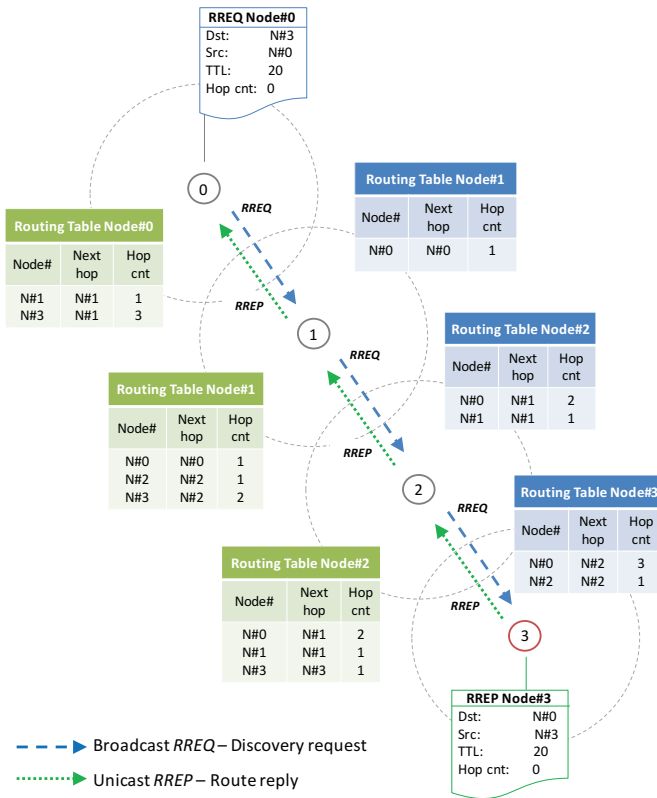 RREQ Node#0
Dst: N#3
Src: N#0
TTL: 20
Hop cnt: 0
0
RREQ
RREP
Routing Table Node#1
Node# Next hop Hop cnt
N#0 N#0 1
Routing Table Node#0
Node# Next hop Hop cnt
N#1 N#1 1
N#3 N#1 3
1
RREQ
RREP
Routing Table Node#2
Node# Next hop Hop cnt
N#0 N#1 2
N#1 N#1 1
Routing Table Node#1
Node# Next hop Hop cnt
N#0 N#0 1
N#2 N#2 1
N#3 N#2 2
2
RREQ
RREP
Routing Table Node#3
Node# Next hop Hop cnt
N#0 N#2 3
N#2 N#2 1
Routing Table Node#2
Node# Next hop Hop cnt
N#0 N#1 2
N#1 N#1 1
N#3 N#3 1
3
RREP Node#3
Dst: N#0
Src: N#3
TTL: 20
Hop cnt: 0
Broadcast RREQ – Discovery request
Unicast RREP – Route reply